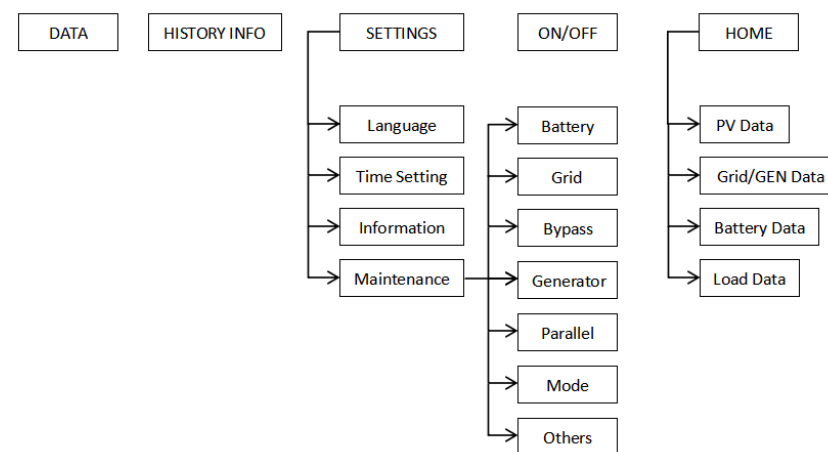 DATA
HISTORY INFO
SETTINGS
ON/OFF
HOME
Language
Battery
PV Data
Time Setting
Grid
Grid/GEN Data
Information
Bypass
Battery Data
Maintenance
Generator
Load Data
Parallel
Mode
Others